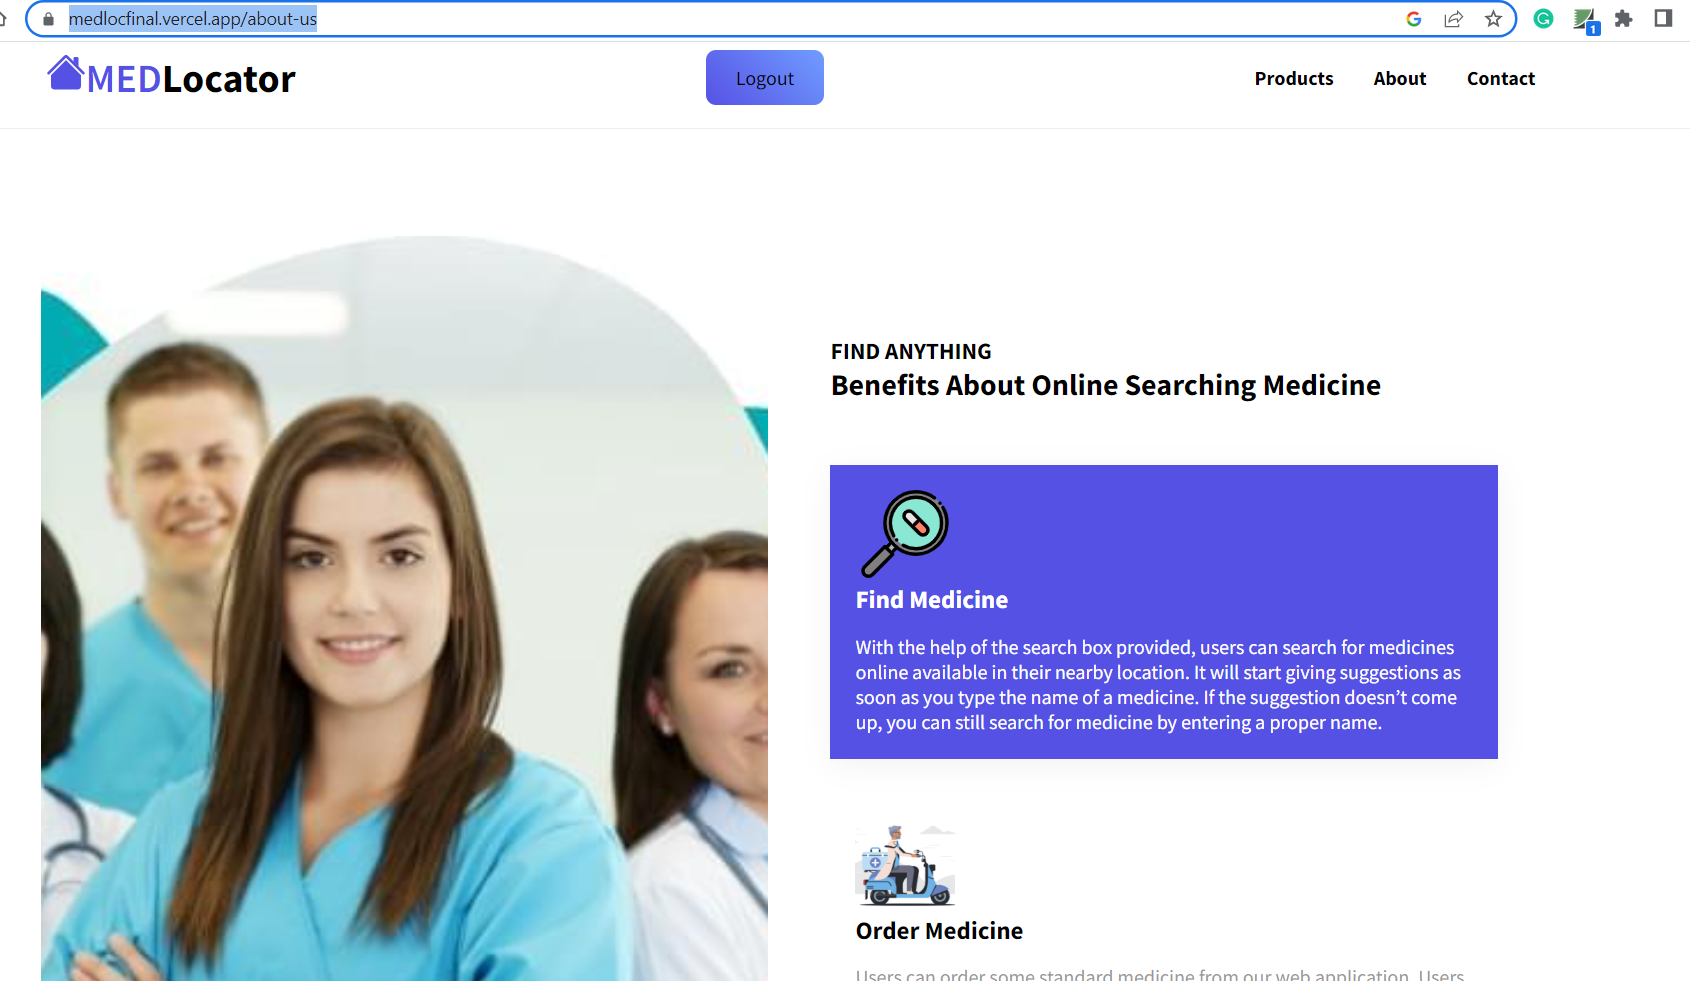 medlocfinal.vercel.app/about-us
1
MEDLocator
Logout
Products
About
Contact
FIND ANYTHING
Benefits About Online Searching Medicine
Find Medicine
With the help of the search box provided, users can search for medicines
online available in their nearby location. It will start giving suggestions as
soon as you type the name of a medicine. If the suggestion doesn’t come
up, you can still search for medicine by entering a proper name.
Order Medicine
Users can order some standard medicine from our web application. Users